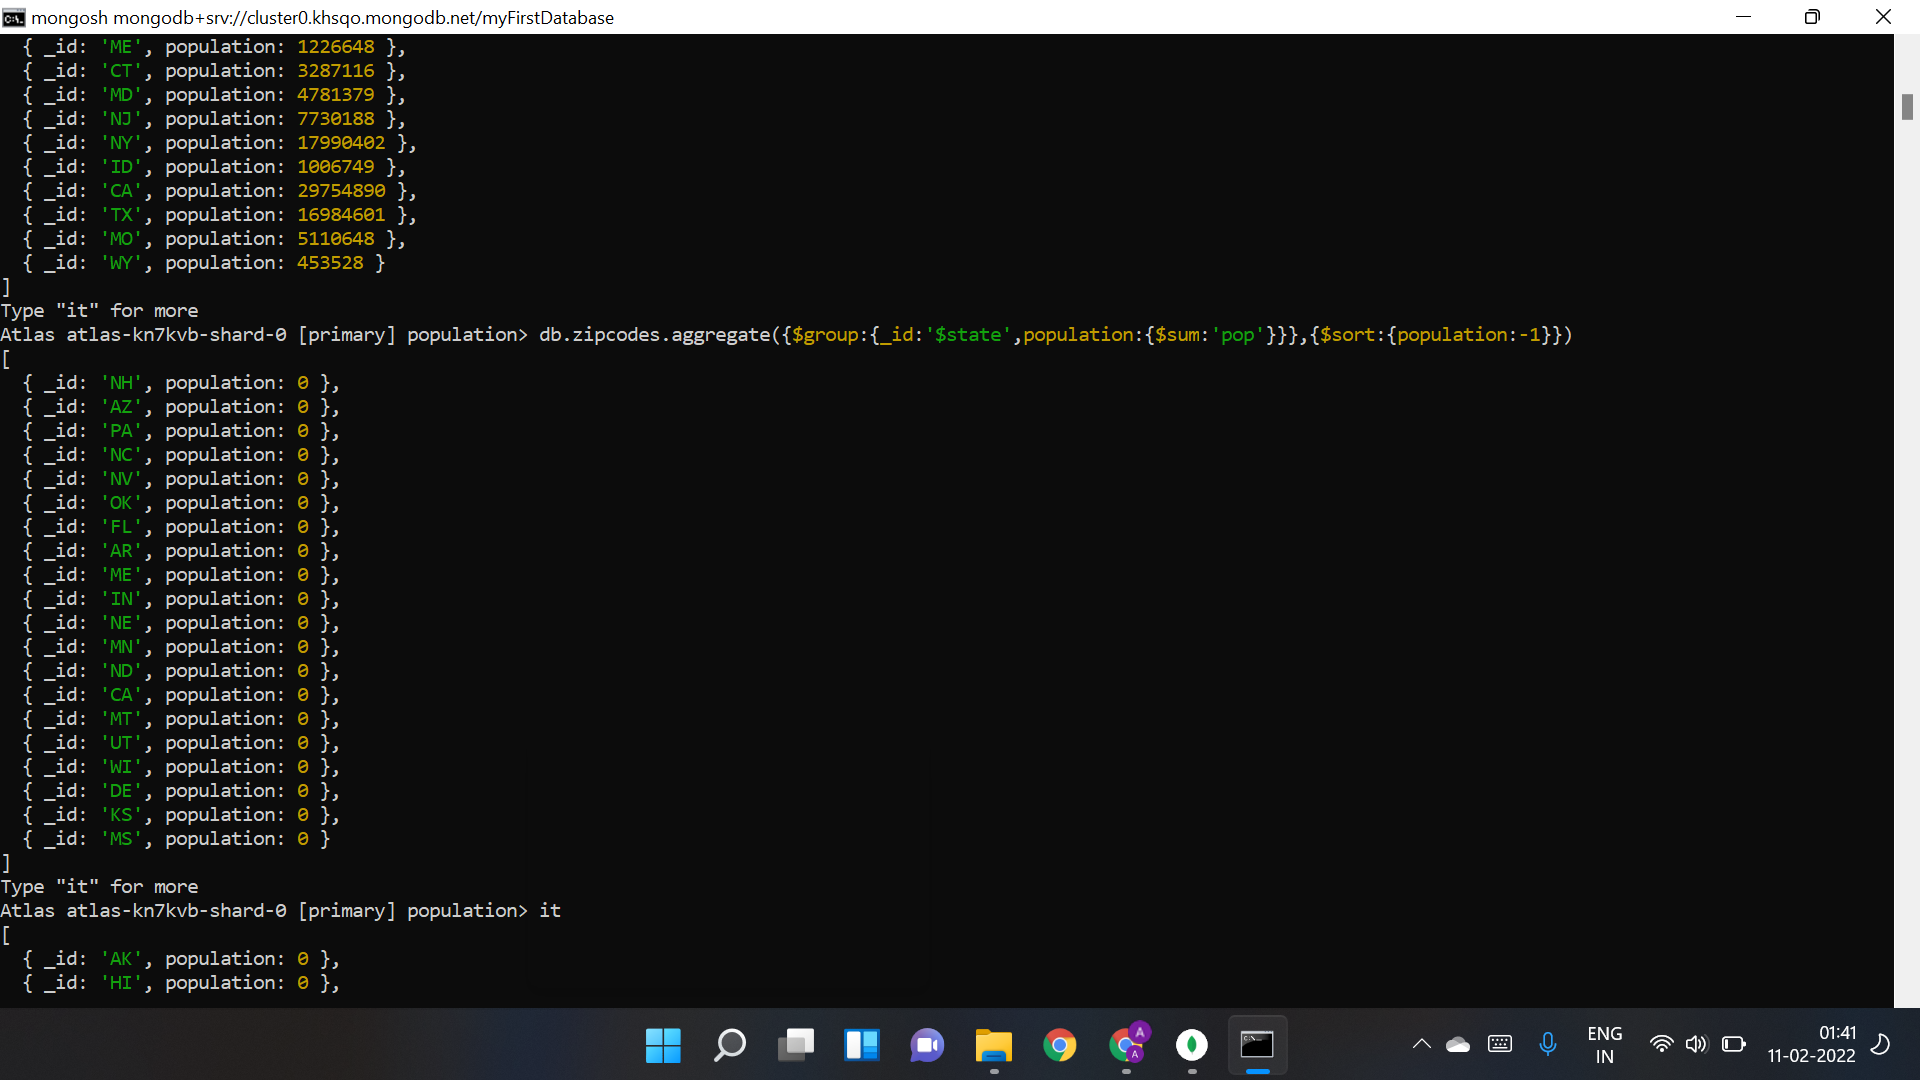 mongosh mongodb+srv://cluster0.khsqo.mongodb.net/myFirstDatabase
{ _id: 'ME', population: 1226648 },
{ _id: 'CT', population: 3287116 },
{ _id: 'MD', population: 4781379 },
{ _id: 'NJ', population: 7730188 },
{ _id: 'NY', population: 17990402 },
{ _id: 'ID', population: 1006749 },
{ _id: 'CA', population: 29754890 },
{ _id: 'TX', population: 16984601 },
{ _id: 'MO', population: 5110648 },
{ _id: 'WY', population: 453528 }
]
Type "it" for more
Atlas atlas-kn7kvb-shard-0 [primary] population> db.zipcodes.aggregate({$group:{_id:'$state',population:{$sum:'pop'}}},{$sort:{population:-1}})
[
{ _id: 'NH', population: 0 },
{ _id: 'AZ', population: 0 },
{ _id: 'PA', population: 0 },
{ _id: 'NC', population: 0 },
{ _id: 'NV', population: 0 },
{ _id: 'OK', population: 0 },
{ _id: 'FL', population: 0 },
{ _id: 'AR', population: 0 },
{ _id: 'ME', population: 0 },
{ _id: 'IN', population: 0 },
{ _id: 'NE', population: 0 },
{ _id: 'MN', population: 0 },
{ _id: 'ND', population: 0 },
{ _id: 'CA', population: 0 },
{ _id: 'MT', population: 0 },
{ _id: 'UT', population: 0 },
{ _id: 'WI', population: 0 },
{ _id: 'DE', population: 0 },
{ _id: 'KS', population: 0 },
{ _id: 'MS', population: 0 }
]
Type "it" for more
Atlas atlas-kn7kvb-shard-0 [primary] population> it
[
{ _id: 'AK', population: 0 },
{ _id: 'HI', population: 0 },
A
A
ENG
IN
01:41
11-02-2022